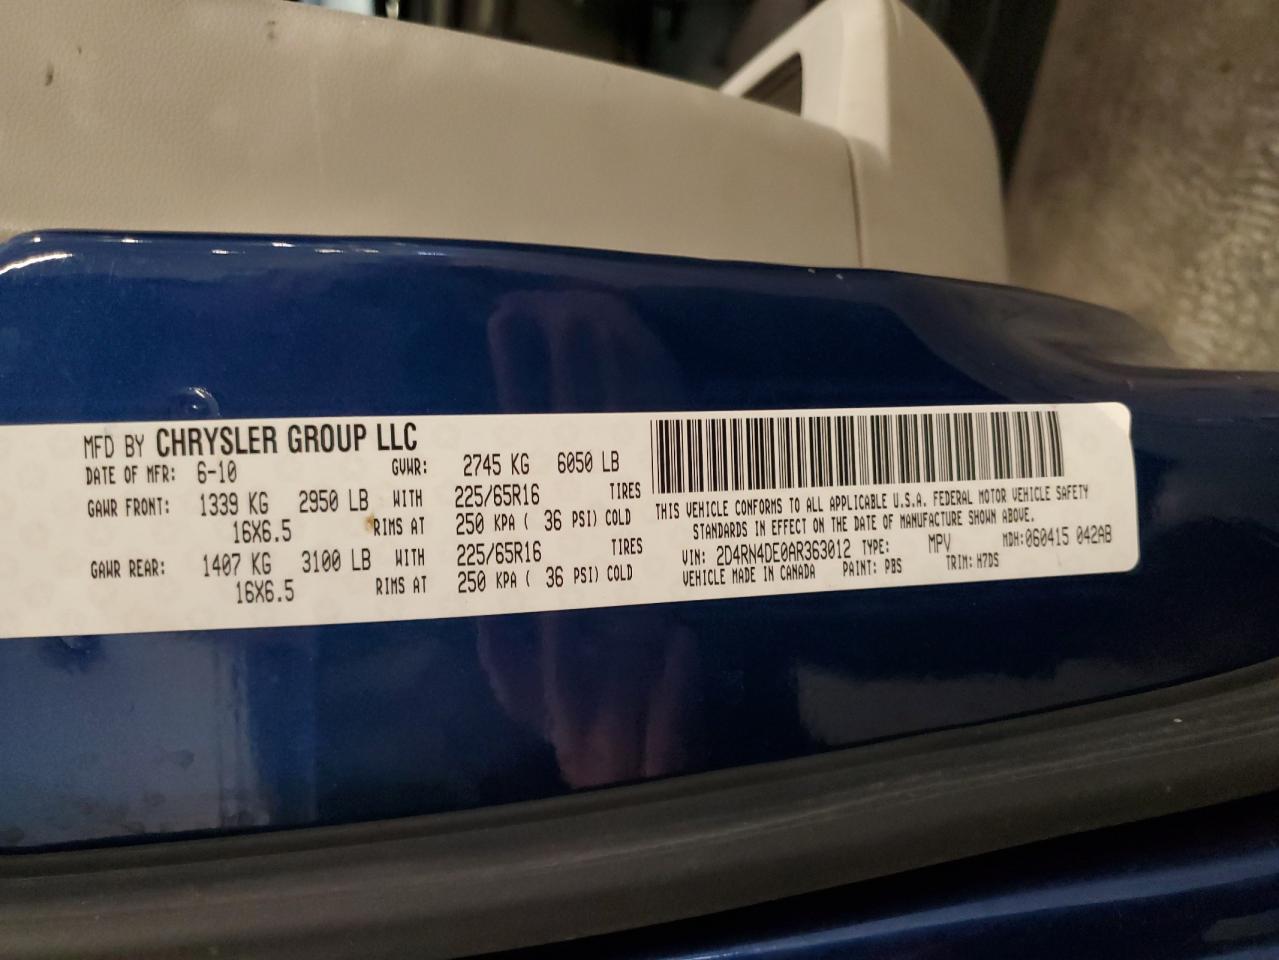 MFD BY CHRYSLER GROUP LLC
DATE OF MFR: 6-10 GVWR: 2745 KG 6050 LB
GAWR FRONT: 1339 KG 2950 LB WITH 225/65R16 TIRES
16X6.5 RIMS AT 250 KPA ( 36 PSI) COLD
GAWR REAR: 1407 KG 3100 LB WITH 225/65R16 TIRES
16X6.5 RIMS AT 250 KPA ( 36 PSI) COLD
THIS VEHICLE CONFORMS TO ALL APPLICABLE U.S.A. FEDERAL MOTOR VEHICLE SAFETY
STANDARDS IN EFFECT ON THE DATE OF MANUFACTURE SHOWN ABOVE.
VIN: 2D4RN4DE0AR363012 TYPE: MPV MDH:060415 042AB
VEHICLE MADE IN CANADA PAINT: PBS TRIM: H7DS